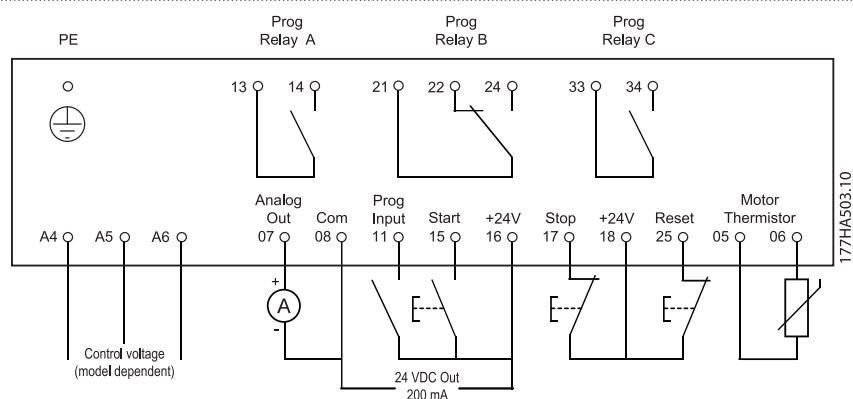 PE
Prog
Relay A
Prog
Relay B
Prog
Relay C
13 14 21 22 24 33 34
Analog
Out
07
Com
08
Prog
Input
11
Start
15
+24V
16
Stop
17
+24V
18
Reset
25
Motor
Thermistor
05 06
A4 A5 A6
177HA503.10
+
A
-
Control voltage
(model dependent)
24 VDC Out
200 mA